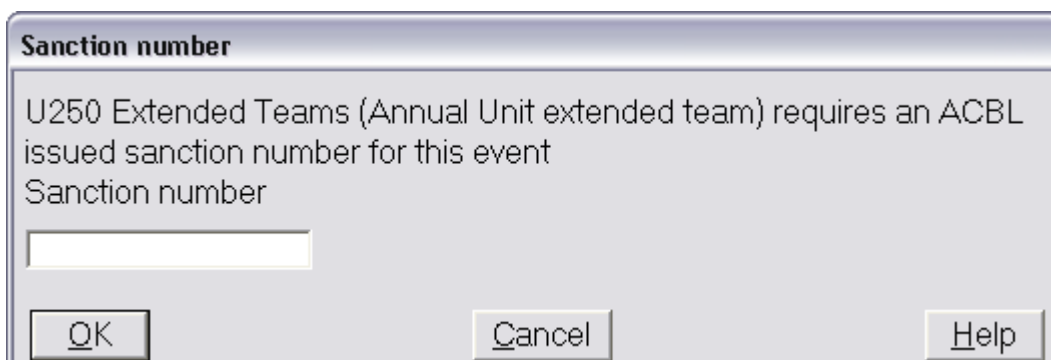 Sanction number
U250 Extended Teams (Annual Unit extended team) requires an ACBL
issued sanction number for this event
Sanction number
OK Cancel Help